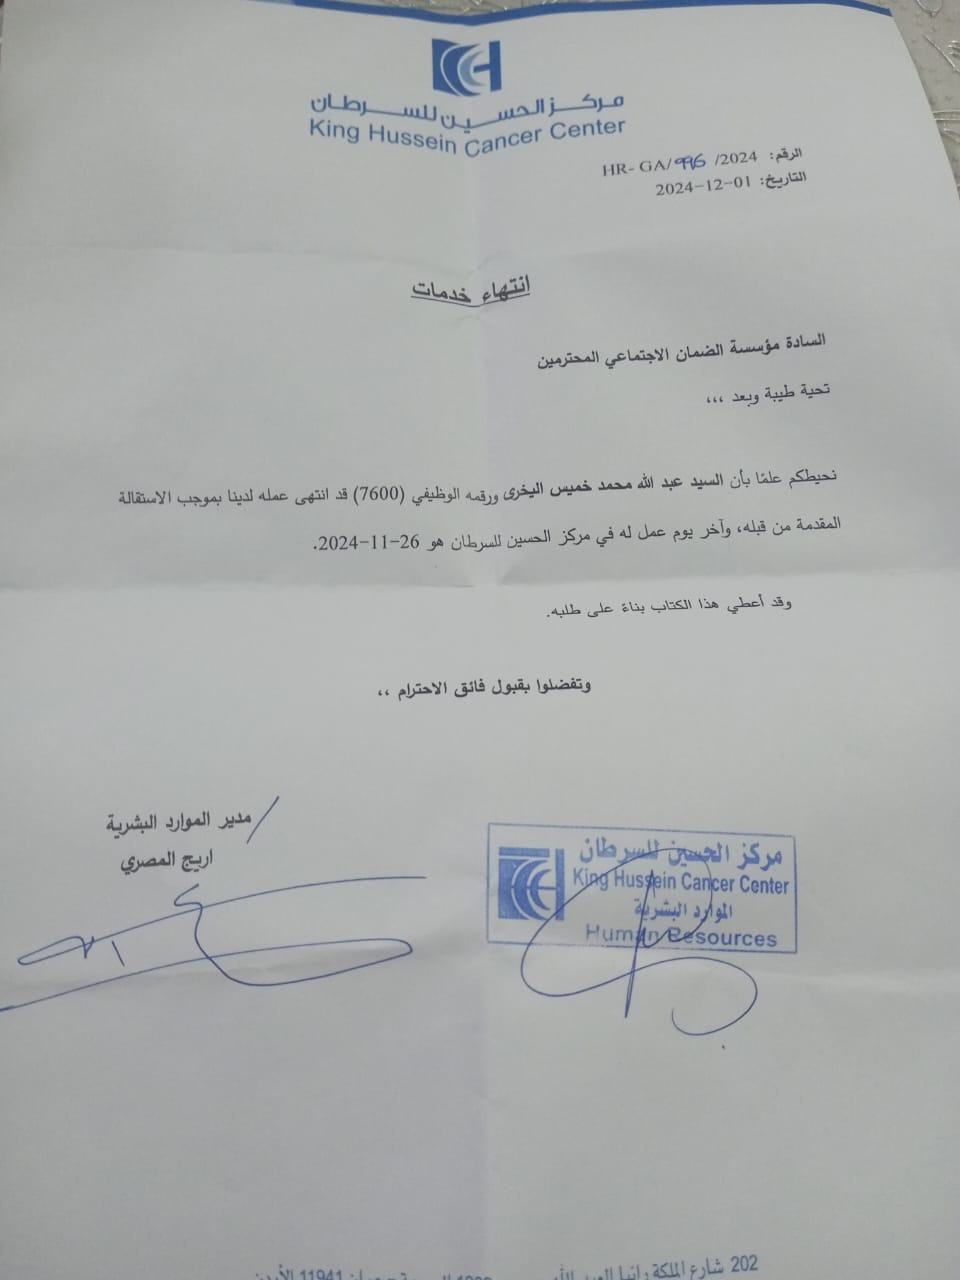 مركز الحسين للسرطان
King Hussein Cancer Center
الرقم: HR- GA/996 /2024
التاريخ: 01-12-2024
انتهاء خدمات
السادة مؤسسة الضمان الاجتماعي المحترمين
تحية طيبة وبعد ،،،
نحيطكم علمًا بأن السيد عبد الله محمد خميس اليخرى ورقمه الوظيفي (7600) قد انتهى عمله لدينا بموجب الاستقالة
المقدمة من قبله، وآخر يوم عمل له في مركز الحسين للسرطان هو 26-11-2024.
وقد أعطي هذا الكتاب بناءً على طلبه.
وتفضلوا بقبول فائق الاحترام ،،
مدير الموارد البشرية
اريج المصري
مركز الحسين للسرطان
King Hussein Cancer Center
الموارد البشرية
Human Resources
202 شارع الملكة رانيا 11941 الأردن